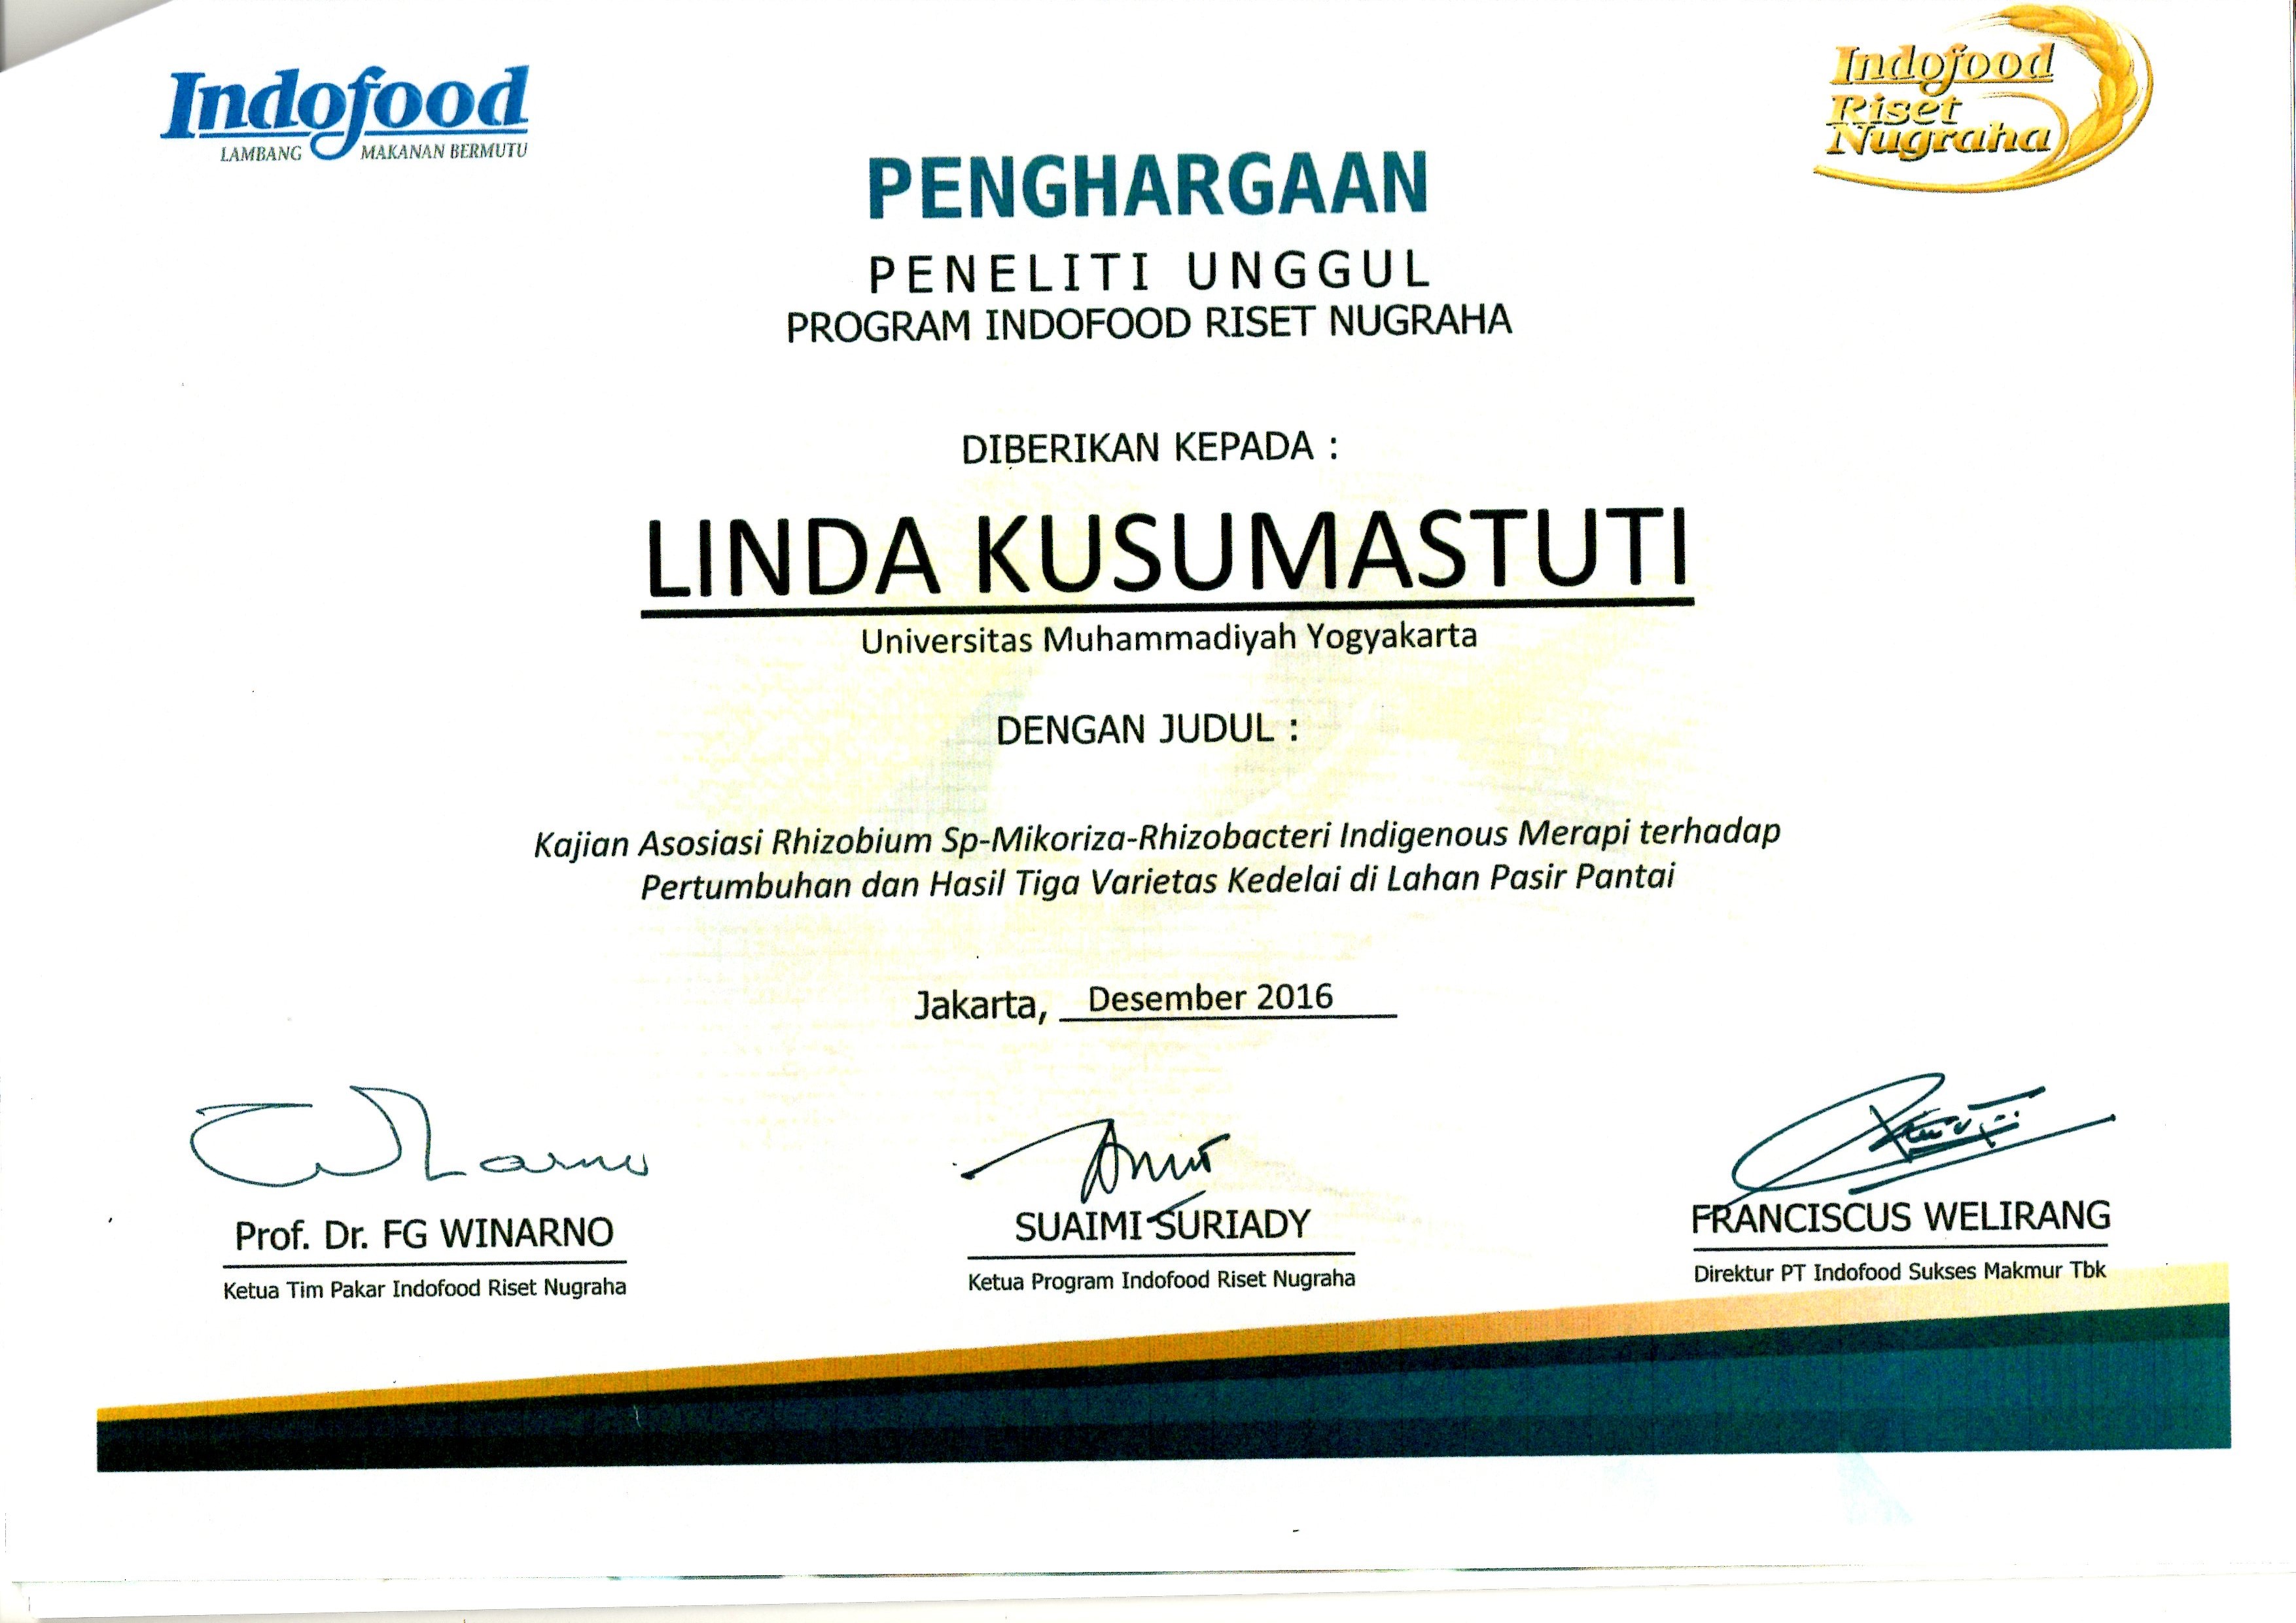 Indofood
LAMBANG MAKANAN BERMUTU
Indofood
Riset
Nugraha
PENGHARGAAN
PENELITI UNGGUL
PROGRAM INDOFOOD RISET NUGRAHA
DIBERIKAN KEPADA :
LINDA KUSUMASTUTI
Universitas Muhammadiyah Yogyakarta
DENGAN JUDUL :
Kajian Asosiasi Rhizobium Sp-Mikoriza-Rhizobacteri Indigenous Merapi terhadap
Pertumbuhan dan Hasil Tiga Varietas Kedelai di Lahan Pasir Pantai
Jakarta, Desember 2016
Prof. Dr. FG WINARNO
Ketua Tim Pakar Indofood Riset Nugraha
SUAIMI SURIADY
Ketua Program Indofood Riset Nugraha
FRANCISCUS WELIRANG
Direktur PT Indofood Sukses Makmur Tbk